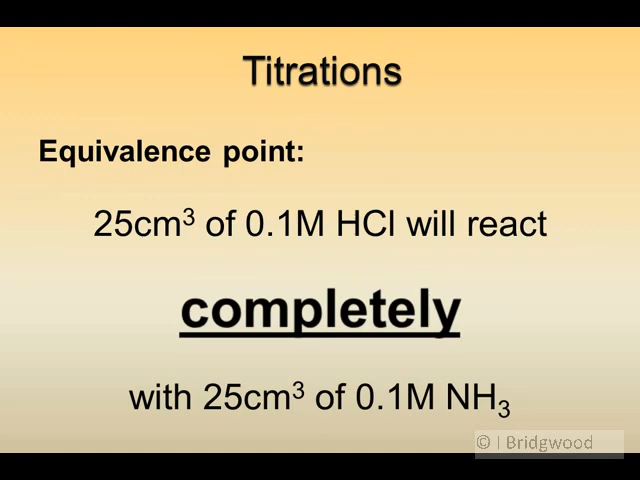 Titrations
Equivalence point:
25cm³ of 0.1M HCl will react
completely
with 25cm³ of 0.1M NH₃
© I Bridgwood